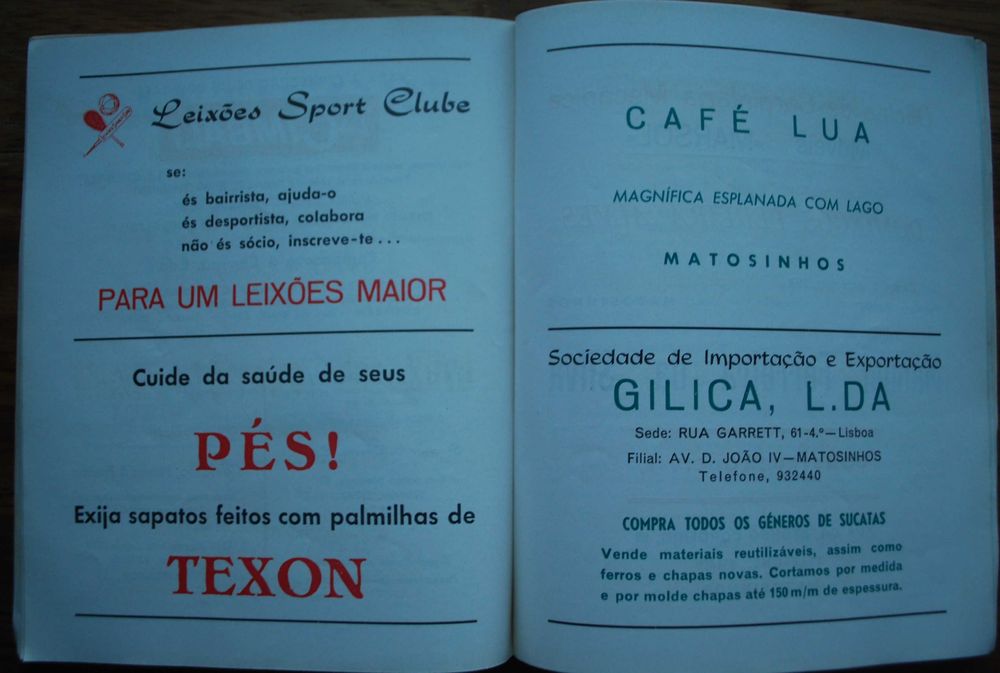 Leixões Sport Clube
se:
és bairrista, ajuda-o
és desportista, colabora
não és sócio, inscreve-te...
PARA UM LEIXÕES MAIOR
Cuide da saúde de seus
PÉS!
Exija sapatos feitos com palmilhas de
TEXON
CAFÉ LUA
MAGNÍFICA ESPLANADA COM LAGO
MATOSINHOS
Sociedade de Importação e Exportação
GILICA, L.DA
Sede: RUA GARRETT, 61-4.º—Lisboa
Filial: AV. D. JOÃO IV—MATOSINHOS
Telefone, 932440
COMPRA TODOS OS GÉNEROS DE SUCATAS
Vende materiais reutilizáveis, assim como
ferros e chapas novas. Cortamos por medida
e por molde chapas até 150 m/m de espessura.